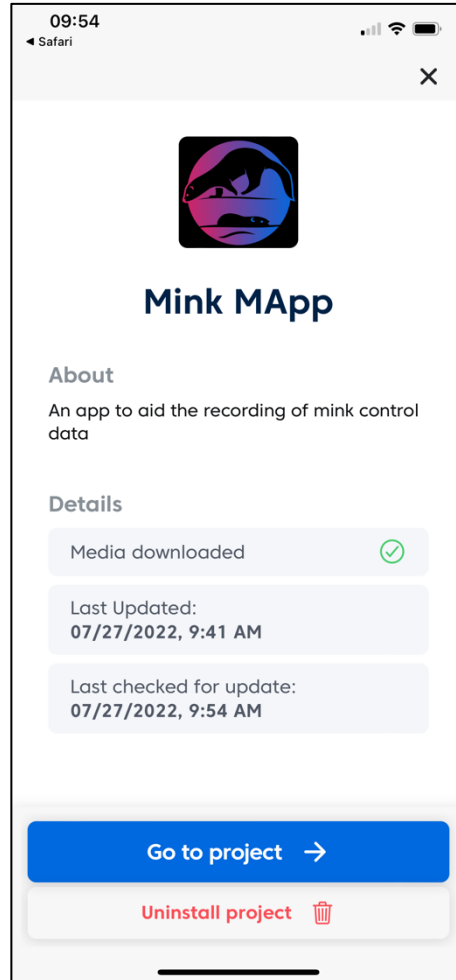 09:54
◀ Safari
Mink MApp
About
An app to aid the recording of mink control
data
Details
Media downloaded
Last Updated:
07/27/2022, 9:41 AM
Last checked for update:
07/27/2022, 9:54 AM
Go to project →
Uninstall project